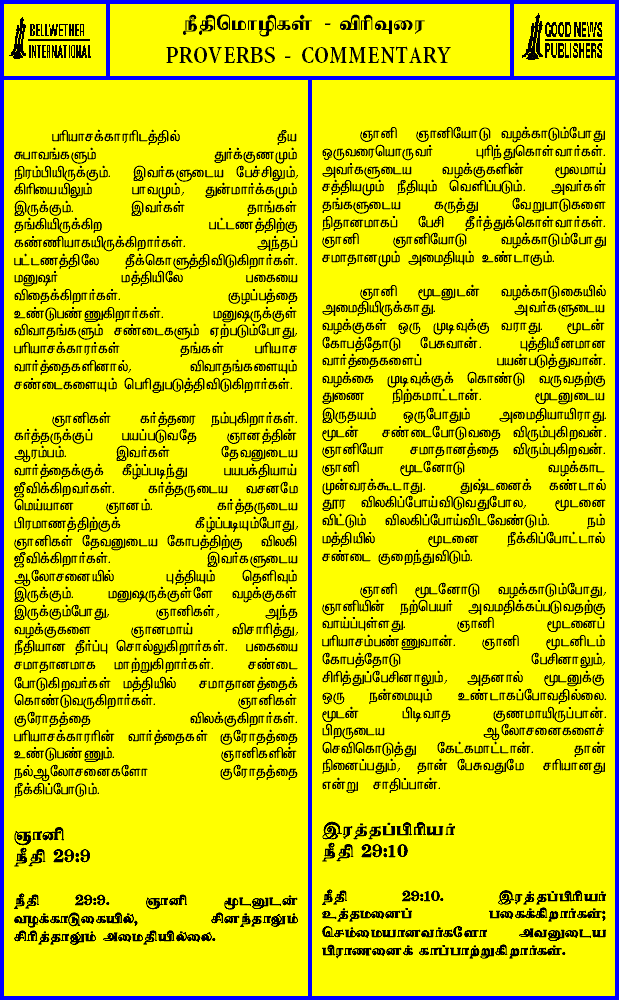 BELLWETHER
INTERNATIONAL
நீதிமொழிகள் - விரிவுரை
PROVERBS - COMMENTARY
GOOD NEWS
PUBLISHERS
பரியாசக்காரரிடத்தில் தீய
சுபாவங்களும் துர்க்குணமும்
நிரம்பியிருக்கும். இவர்களுடைய பேச்சிலும்,
கிரியையிலும் பாவமும், துன்மார்க்கமும்
இருக்கும். இவர்கள் தாங்கள்
தங்கியிருக்கிற பட்டணத்திற்கு
கண்ணியாகயிருக்கிறார்கள். அந்தப்
பட்டணத்திலே தீக்கொளுத்திவிடுகிறார்கள்.
மனுஷர் மத்தியிலே பகையை
விதைக்கிறார்கள். குழப்பத்தை
உண்டுபண்ணுகிறார்கள். மனுஷருக்குள்
விவாதங்களும் சண்டைகளும் ஏற்படும்போது,
பரியாசக்காரர்கள் தங்கள் பரியாச
வார்த்தைகளினால், விவாதங்களையும்
சண்டைகளையும் பெரிதுபடுத்திவிடுகிறார்கள்.
ஞானிகள் கர்த்தரை நம்புகிறார்கள்.
கர்த்தருக்குப் பயப்படுவதே ஞானத்தின்
ஆரம்பம். இவர்கள் தேவனுடைய
வார்த்தைக்குக் கீழ்ப்படிந்து பயபக்தியாய்
ஜீவிக்கிறவர்கள். கர்த்தருடைய வசனமே
மெய்யான ஞானம். கர்த்தருடைய
பிரமாணத்திற்குக் கீழ்ப்படியும்போது,
ஞானிகள் தேவனுடைய கோபத்திற்கு விலகி
ஜீவிக்கிறார்கள். இவர்களுடைய
ஆலோசனையில் புத்தியும் தெளிவும்
இருக்கும். மனுஷருக்குள்ளே வழக்குகள்
இருக்கும்போது, ஞானிகள், அந்த
வழக்குகளை ஞானமாய் விசாரித்து,
நீதியான தீர்ப்பு சொல்லுகிறார்கள். பகையை
சமாதானமாக மாற்றுகிறார்கள். சண்டை
போடுகிறவர்கள் மத்தியில் சமாதானத்தைக்
கொண்டுவருகிறார்கள். ஞானிகள்
குரோதத்தை விலக்குகிறார்கள்.
பரியாசக்காரரின் வார்த்தைகள் குரோதத்தை
உண்டுபண்ணும். ஞானிகளின்
நல்ஆலோசனைகளோ குரோதத்தை
நீக்கிப்போடும்.
ஞானி
நீதி 29:9
நீதி 29:9. ஞானி மூடனுடன்
வழக்காடுகையில், சினந்தாலும்
சிரித்தாலும் அமைதியில்லை.
ஞானி ஞானியோடு வழக்காடும்போது
ஒருவரையொருவர் புரிந்துகொள்வார்கள்.
அவர்களுடைய வழக்குகளின் மூலமாய்
சத்தியமும் நீதியும் வெளிப்படும். அவர்கள்
தங்களுடைய கருத்து வேறுபாடுகளை
நிதானமாகப் பேசி தீர்த்துக்கொள்வார்கள்.
ஞானி ஞானியோடு வழக்காடும்போது
சமாதானமும் அமைதியும் உண்டாகும்.
ஞானி மூடனுடன் வழக்காடுகையில்
அமைதியிருக்காது. அவர்களுடைய
வழக்குகள் ஒரு முடிவுக்கு வராது. மூடன்
கோபத்தோடு பேசுவான். புத்தியீனமான
வார்த்தைகளைப் பயன்படுத்துவான்.
வழக்கை முடிவுக்குக் கொண்டு வருவதற்கு
துணை நிற்கமாட்டான். மூடனுடைய
இருதயம் ஒருபோதும் அமைதியாயிராது.
மூடன் சண்டைபோடுவதை விரும்புகிறவன்.
ஞானியோ சமாதானத்தை விரும்புகிறவன்.
ஞானி மூடனோடு வழக்காட
முன்வரக்கூடாது. துஷ்டனைக் கண்டால்
தூர விலகிப்போய்விடுவதுபோல, மூடனை
விட்டும் விலகிப்போய்விடவேண்டும். நம்
மத்தியில் மூடனை நீக்கிப்போட்டால்
சண்டை குறைந்துவிடும்.
ஞானி மூடனோடு வழக்காடும்போது,
ஞானியின் நற்பெயர் அவமதிக்கப்படுவதற்கு
வாய்ப்புள்ளது. ஞானி மூடனைப்
பரியாசம்பண்ணுவான். ஞானி மூடனிடம்
கோபத்தோடு பேசினாலும்,
சிரித்துப்பேசினாலும், அதனால் மூடனுக்கு
ஒரு நன்மையும் உண்டாகப்போவதில்லை.
மூடன் பிடிவாத குணமாயிருப்பான்.
பிறருடைய ஆலோசனைகளைச்
செவிகொடுத்து கேட்கமாட்டான். தான்
நினைப்பதும், தான் பேசுவதுமே சரியானது
என்று சாதிப்பான்.
இரத்தப்பிரியர்
நீதி 29:10
நீதி 29:10. இரத்தப்பிரியர்
உத்தமனைப் பகைக்கிறார்கள்;
செம்மையானவர்களோ அவனுடைய
பிராணனைக் காப்பாற்றுகிறார்கள்.